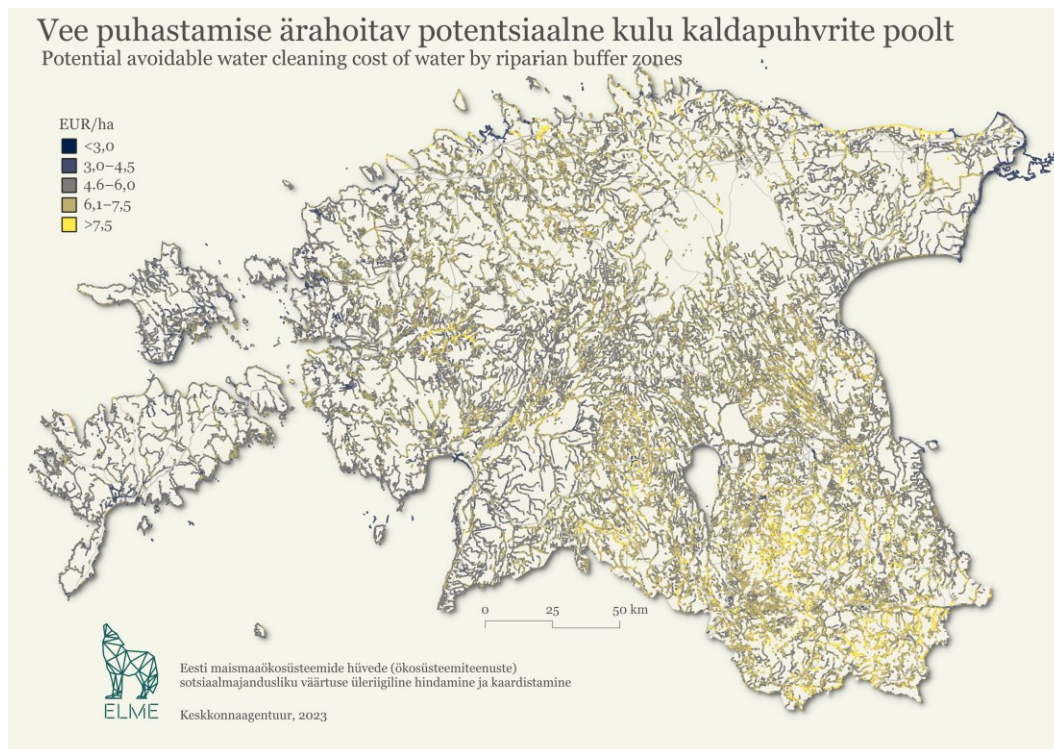 Vee puhastamise ärahoitav potentsiaalne kulu kaldapuhvrite poolt
Potential avoidable water cleaning cost of water by riparian buffer zones
EUR/ha
<3,0
3,0–4,5
4,6–6,0
6,1–7,5
>7,5
0 25 50 km
Eesti maismaaökosüsteemide hüvede (ökosüsteemiteenuste)
sotsiaalmajandusliku väärtuse üleriigiline hindamine ja kaardistamine
ELME
Keskkonnaagentuur, 2023